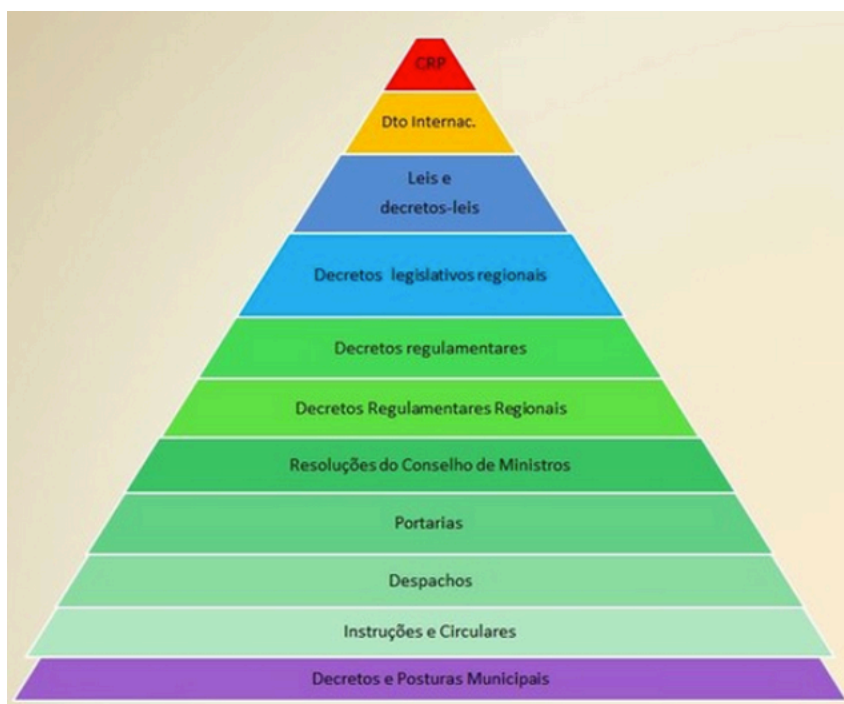 CRP
Dto Internac.
Leis e
decretos-leis
Decretos legislativos regionais
Decretos regulamentares
Decretos Regulamentares Regionais
Resoluções do Conselho de Ministros
Portarias
Despachos
Instruções e Circulares
Decretos e Posturas Municipais